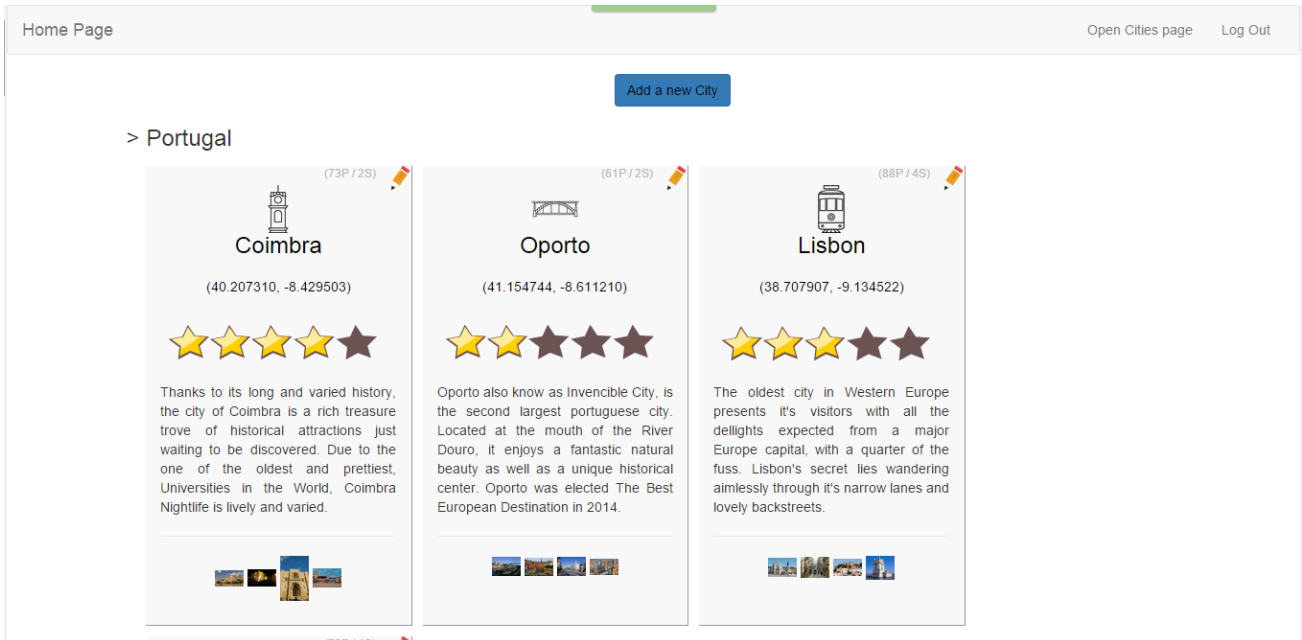 Home Page
Open Cities page
Log Out
Add a new City
> Portugal
(73P / 2S)
Coimbra
(40.207310, -8.429503)
Thanks to its long and varied history,
the city of Coimbra is a rich treasure
trove of historical attractions just
waiting to be discovered. Due to the
one of the oldest and prettiest,
Universities in the World, Coimbra
Nightlife is lively and varied.
(61P / 2S)
Oporto
(41.154744, -8.611210)
Oporto also know as Invencible City, is
the second largest portuguese city.
Located at the mouth of the River
Douro, it enjoys a fantastic natural
beauty as well as a unique historical
center. Oporto was elected The Best
European Destination in 2014.
(88P / 4S)
Lisbon
(38.707907, -9.134522)
The oldest city in Western Europe
presents it's visitors with all the
dellights expected from a major
Europe capital, with a quarter of the
fuss. Lisbon's secret lies wandering
aimlessly through it's narrow lanes and
lovely backstreets.